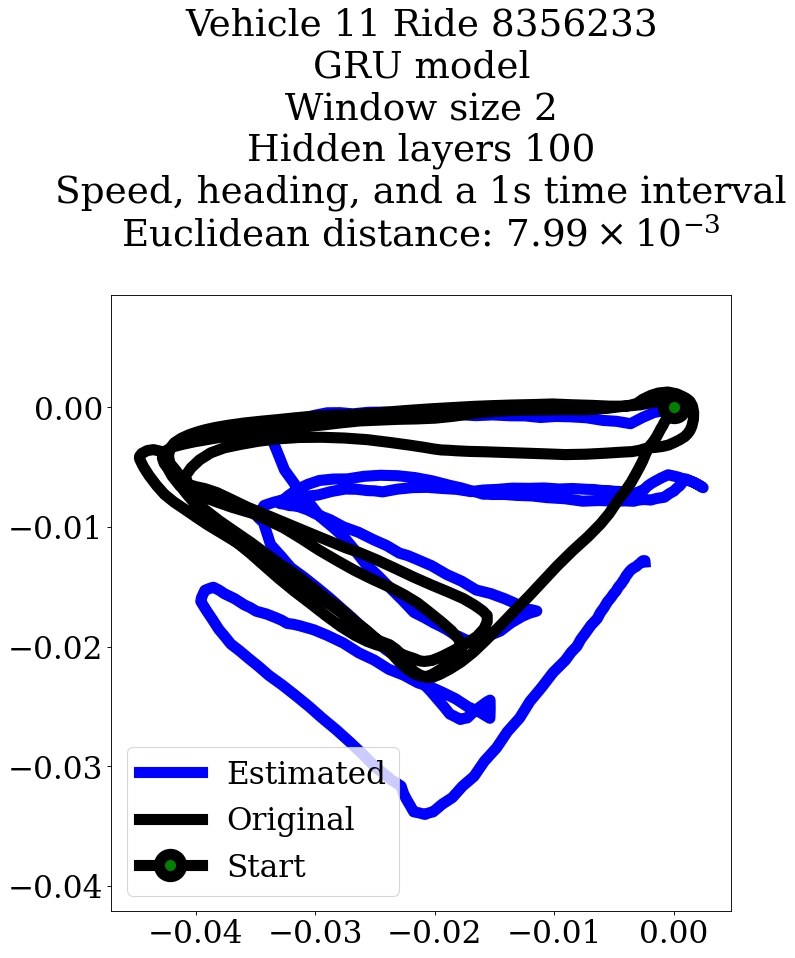 Vehicle 11 Ride 8356233
GRU model
Window size 2
Hidden layers 100
Speed, heading, and a 1s time interval
Euclidean distance: 7.99 × 10⁻³
0.00
−0.01
−0.02
−0.03
−0.04
Estimated
Original
Start
−0.04 −0.03 −0.02 −0.01 0.00